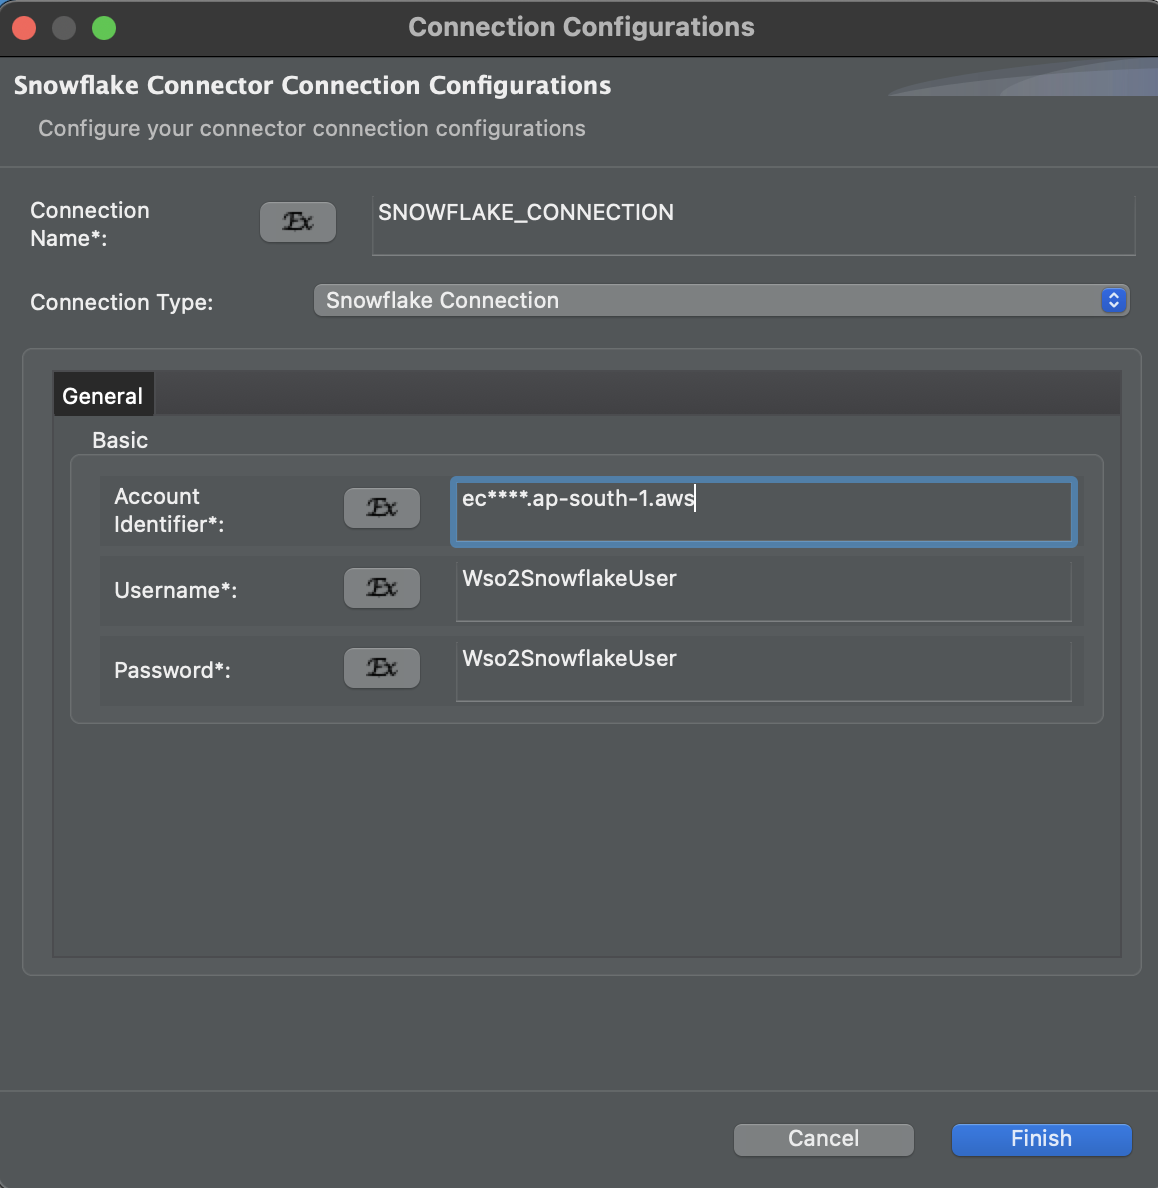 Connection Configurations
Snowflake Connector Connection Configurations
Configure your connector connection configurations
Connection
Name*:
Ex
SNOWFLAKE_CONNECTION
Connection Type:
Snowflake Connection
General
Basic
Account
Identifier*:
Ex
ec****.ap-south-1.aws
Username*:
Ex
Wso2SnowflakeUser
Password*:
Ex
Wso2SnowflakeUser
Cancel
Finish